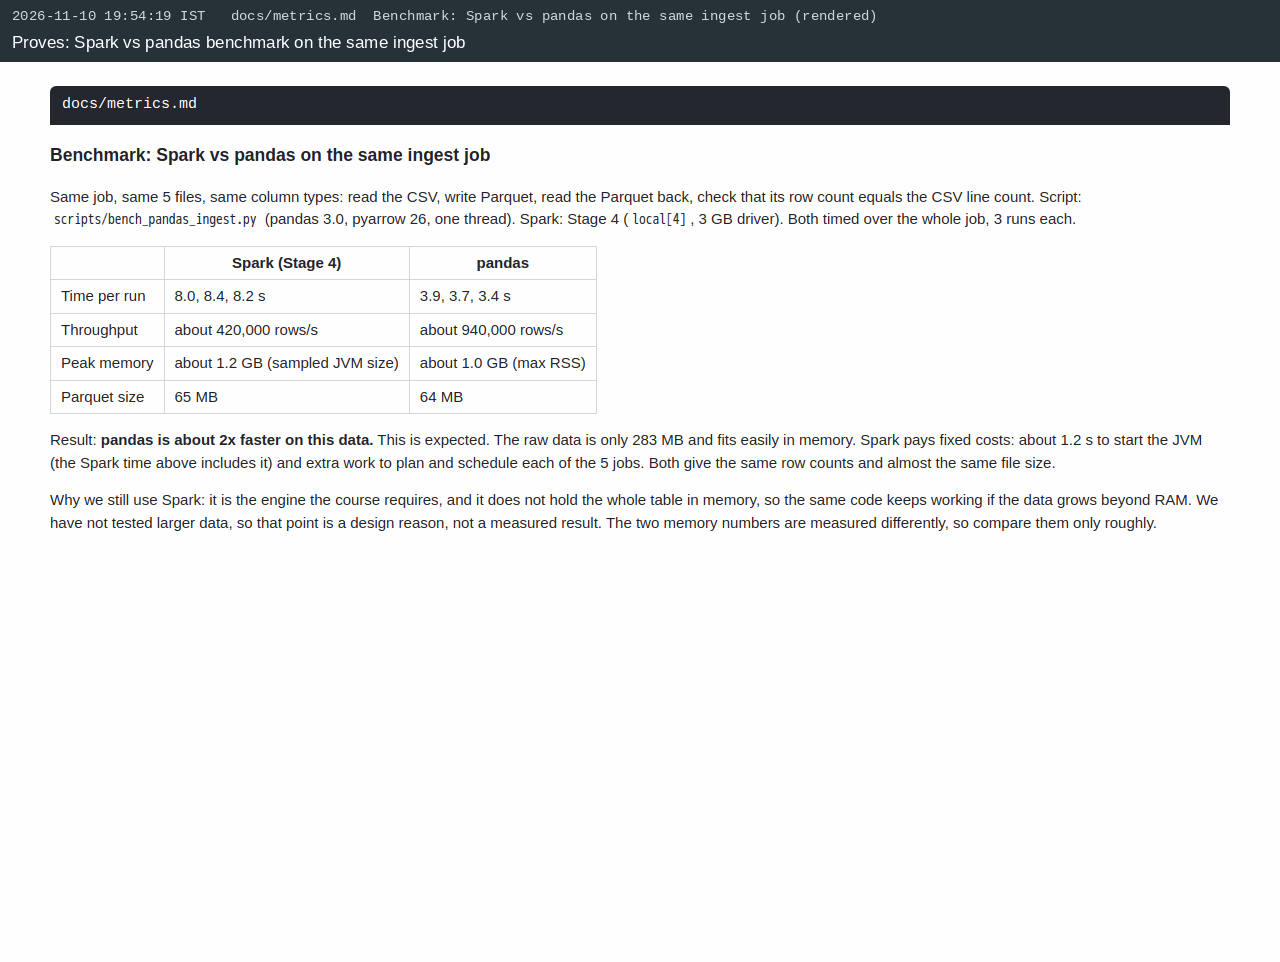 2026-11-10 19:54:19 IST   docs/metrics.md  Benchmark: Spark vs pandas on the same ingest job (rendered)
Proves: Spark vs pandas benchmark on the same ingest job
docs/metrics.md
Benchmark: Spark vs pandas on the same ingest job
Same job, same 5 files, same column types: read the CSV, write Parquet, read the Parquet back, check that its row count equals the CSV line count. Script:
scripts/bench_pandas_ingest.py (pandas 3.0, pyarrow 26, one thread). Spark: Stage 4 ( local[4] , 3 GB driver). Both timed over the whole job, 3 runs each.
Spark (Stage 4) pandas
Time per run 8.0, 8.4, 8.2 s 3.9, 3.7, 3.4 s
Throughput about 420,000 rows/s about 940,000 rows/s
Peak memory about 1.2 GB (sampled JVM size) about 1.0 GB (max RSS)
Parquet size 65 MB 64 MB
Result: pandas is about 2x faster on this data. This is expected. The raw data is only 283 MB and fits easily in memory. Spark pays fixed costs: about 1.2 s to start the JVM
(the Spark time above includes it) and extra work to plan and schedule each of the 5 jobs. Both give the same row counts and almost the same file size.
Why we still use Spark: it is the engine the course requires, and it does not hold the whole table in memory, so the same code keeps working if the data grows beyond RAM. We
have not tested larger data, so that point is a design reason, not a measured result. The two memory numbers are measured differently, so compare them only roughly.